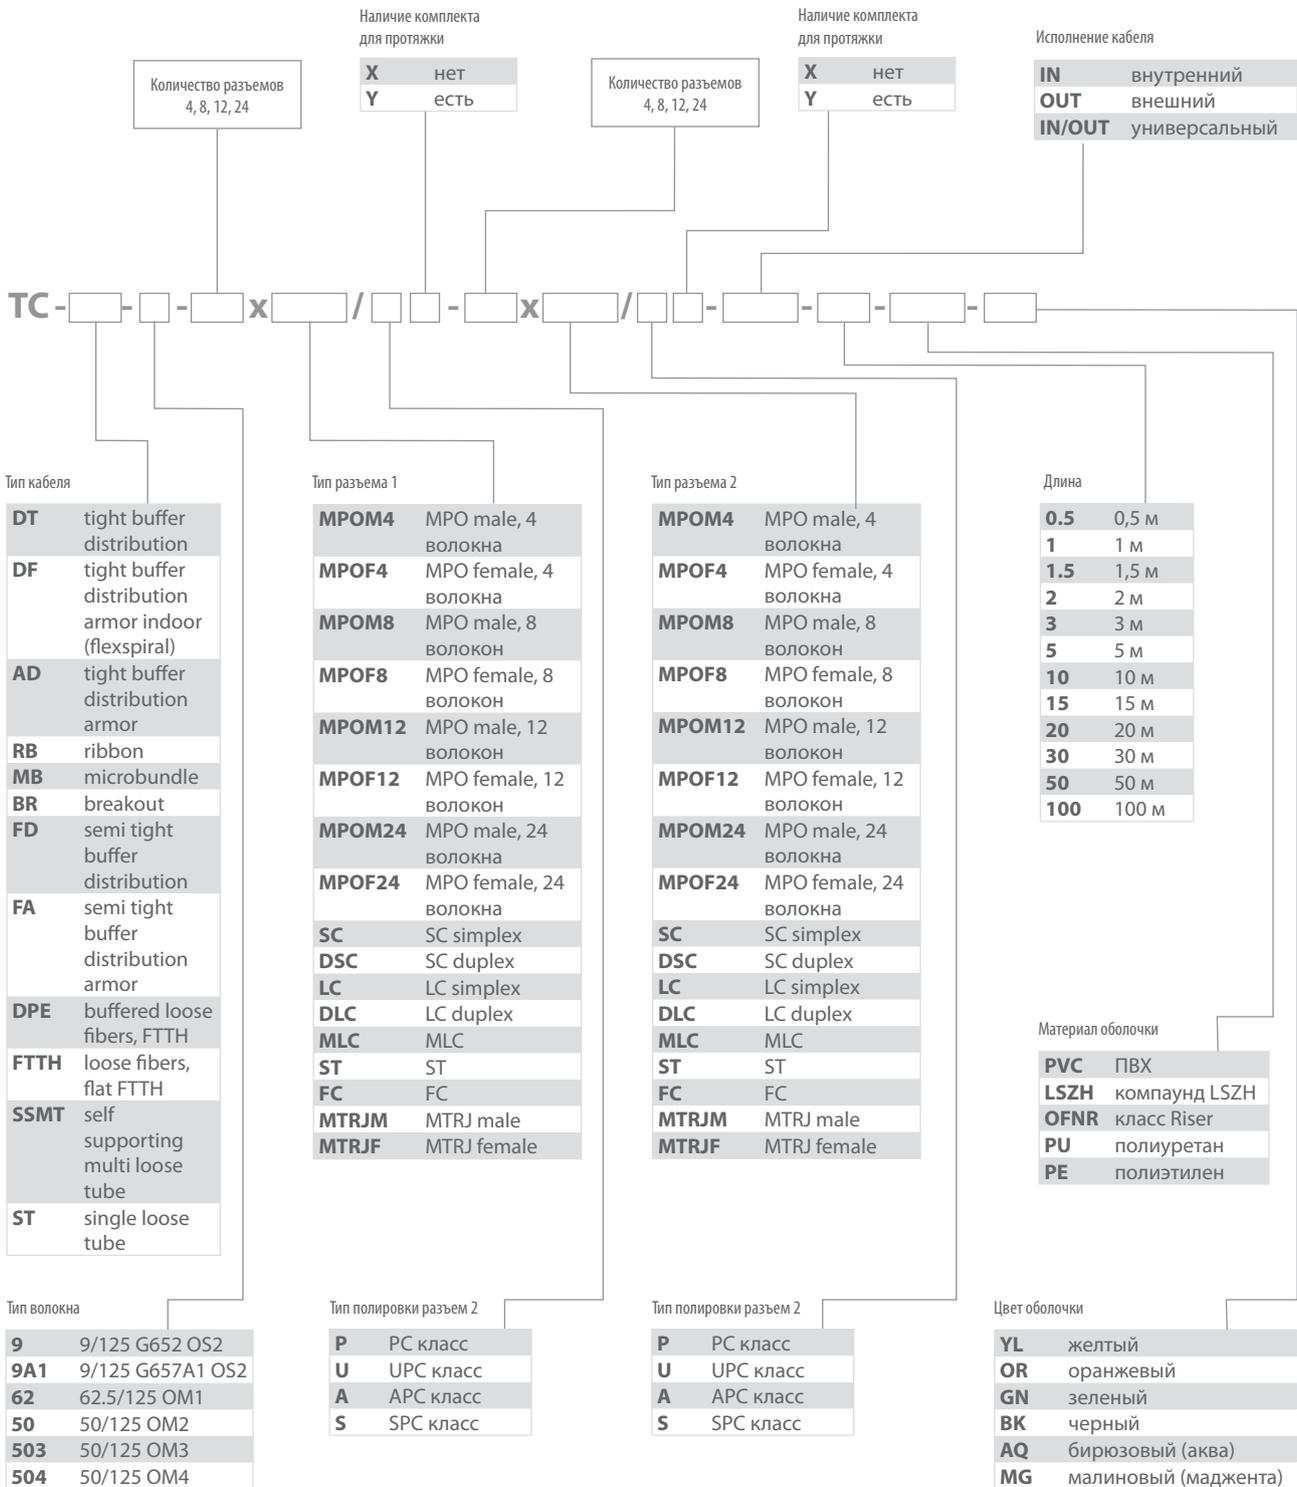 Наличие комплекта
для протяжки
X нет
Y есть
Количество разъемов
4, 8, 12, 24
Наличие комплекта
для протяжки
X нет
Y есть
Количество разъемов
4, 8, 12, 24
Исполнение кабеля
IN внутренний
OUT внешний
IN/OUT универсальный
TC - - - x / - x / - - - -
Тип кабеля
DT tight buffer
distribution
DF tight buffer
distribution
armor indoor
(flexspiral)
AD tight buffer
distribution
armor
RB ribbon
MB microbundle
BR breakout
FD semi tight
buffer
distribution
FA semi tight
buffer
distribution
armor
DPE buffered loose
fibers, FTTH
FTTH loose fibers,
flat FTTH
SSMT self
supporting
multi loose
tube
ST single loose
tube
Тип разъема 1
MPOM4 MPO male, 4
волокна
MPOF4 MPO female, 4
волокна
MPOM8 MPO male, 8
волокон
MPOF8 MPO female, 8
волокон
MPOM12 MPO male, 12
волокон
MPOF12 MPO female, 12
волокон
MPOM24 MPO male, 24
волокна
MPOF24 MPO female, 24
волокна
SC SC simplex
DSC SC duplex
LC LC simplex
DLC LC duplex
MLC MLC
ST ST
FC FC
MTRJM MTRJ male
MTRJF MTRJ female
Тип разъема 2
MPOM4 MPO male, 4
волокна
MPOF4 MPO female, 4
волокна
MPOM8 MPO male, 8
волокон
MPOF8 MPO female, 8
волокон
MPOM12 MPO male, 12
волокон
MPOF12 MPO female, 12
волокон
MPOM24 MPO male, 24
волокна
MPOF24 MPO female, 24
волокна
SC SC simplex
DSC SC duplex
LC LC simplex
DLC LC duplex
MLC MLC
ST ST
FC FC
MTRJM MTRJ male
MTRJF MTRJ female
Длина
0.5 0,5 м
1 1 м
1.5 1,5 м
2 2 м
3 3 м
5 5 м
10 10 м
15 15 м
20 20 м
30 30 м
50 50 м
100 100 м
Материал оболочки
PVC ПВХ
LSZH компаунд LSZH
OFNR класс Riser
PU полиуретан
PE полиэтилен
Тип волокна
9 9/125 G652 OS2
9A1 9/125 G657A1 OS2
62 62.5/125 OM1
50 50/125 OM2
503 50/125 OM3
504 50/125 OM4
Тип полировки разъем 2
P PC класс
U UPC класс
A APC класс
S SPC класс
Тип полировки разъем 2
P PC класс
U UPC класс
A APC класс
S SPC класс
Цвет оболочки
YL желтый
OR оранжевый
GN зеленый
BK черный
AQ бирюзовый (аква)
MG малиновый (маджента)